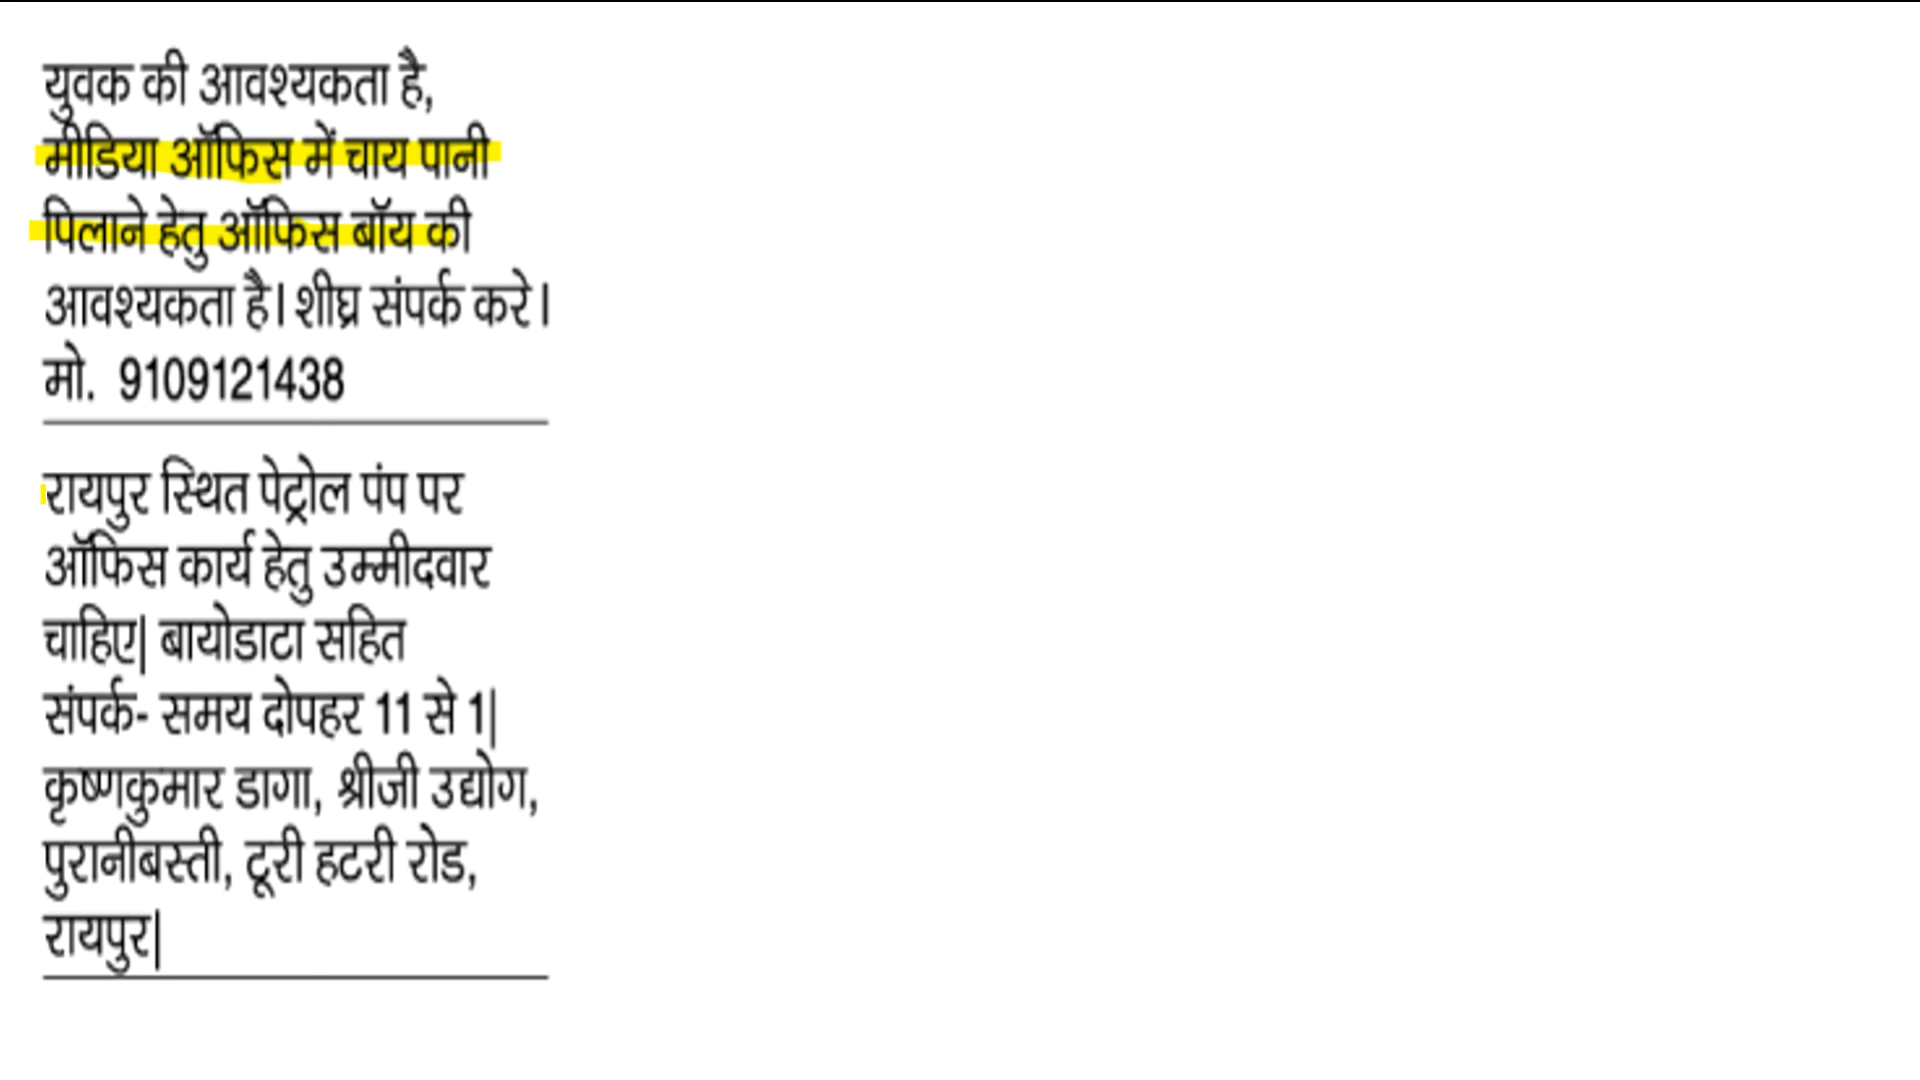 युवक की आवश्यकता है,
मीडिया ऑफिस में चाय पानी
पिलाने हेतु ऑफिस बॉय की
आवश्यकता है। शीघ्र संपर्क करे।
मो. 9109121438
रायपुर स्थित पेट्रोल पंप पर
ऑफिस कार्य हेतु उम्मीदवार
चाहिए| बायोडाटा सहित
संपर्क- समय दोपहर 11 से 1|
कृष्णकुमार डागा, श्रीजी उद्योग,
पुरानीबस्ती, टूरी हटरी रोड,
रायपुर|